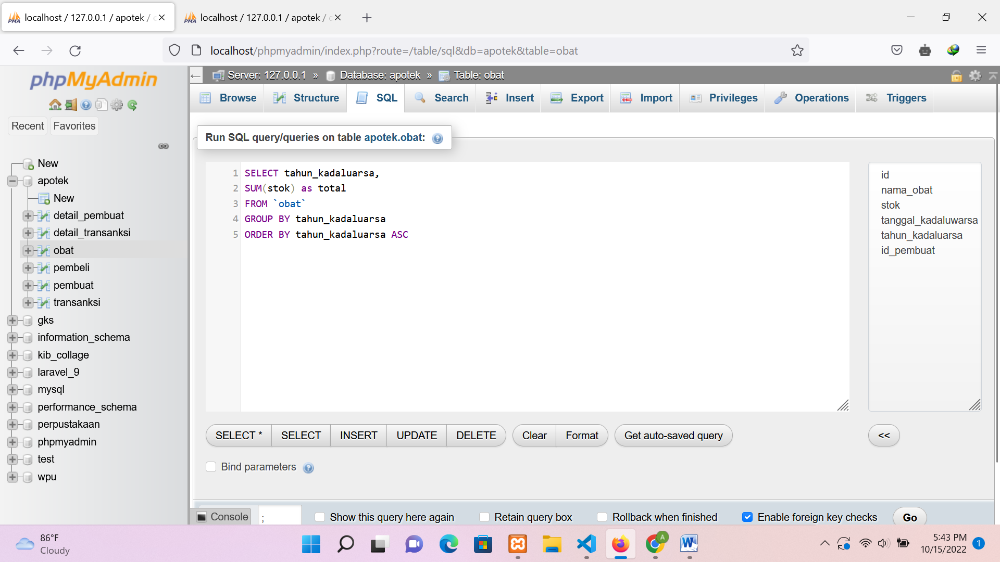 localhost / 127.0.0.1 / apotek /
localhost / 127.0.0.1 / apotek /
localhost/phpmyadmin/index.php?route=/table/sql&db=apotek&table=obat
phpMyAdmin
Recent
Favorites
New
apotek
New
detail_pembuat
detail_transanksi
obat
pembeli
pembuat
transanksi
gks
information_schema
kib_collage
laravel_9
mysql
performance_schema
perpustakaan
phpmyadmin
test
wpu
Server: 127.0.0.1 » Database: apotek » Table: obat
Browse Structure SQL Search Insert Export Import Privileges Operations Triggers
Run SQL query/queries on table apotek.obat:
1 SELECT tahun_kadaluarsa,
2 SUM(stok) as total
3 FROM `obat`
4 GROUP BY tahun_kadaluarsa
5 ORDER BY tahun_kadaluarsa ASC
id
nama_obat
stok
tanggal_kadaluwarsa
tahun_kadaluarsa
id_pembuat
SELECT * SELECT INSERT UPDATE DELETE Clear Format Get auto-saved query <<
Bind parameters
Console ; Show this query here again Retain query box Rollback when finished Enable foreign key checks Go
86°F
Cloudy
A
W
5:43 PM
10/15/2022
1